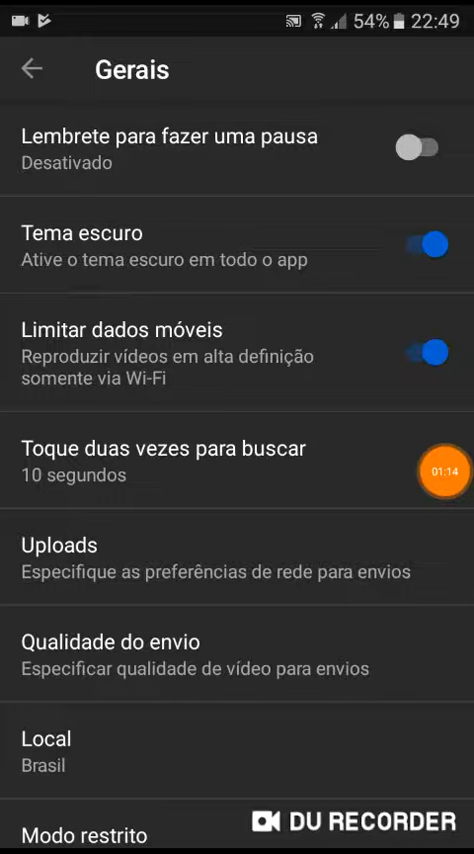 54% 22:49
Gerais
Lembrete para fazer uma pausa
Desativado
Tema escuro
Ative o tema escuro em todo o app
Limitar dados móveis
Reproduzir vídeos em alta definição
somente via Wi-Fi
Toque duas vezes para buscar
10 segundos
01:14
Uploads
Especifique as preferências de rede para envios
Qualidade do envio
Especificar qualidade de vídeo para envios
Local
Brasil
Modo restrito
DU RECORDER